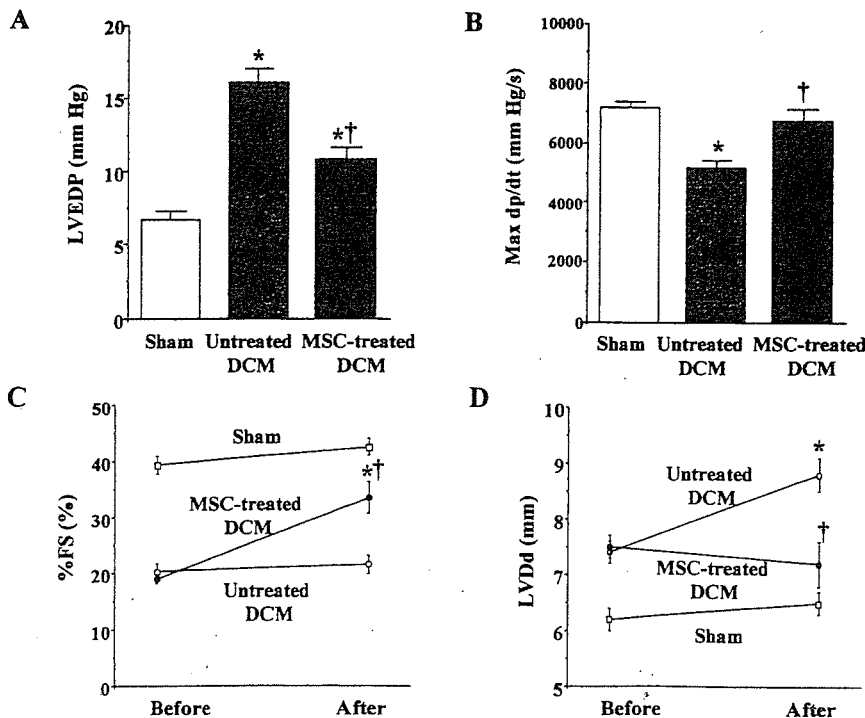 A
LVEDP (mm Hg)
20
15
10
5
0
*
*†
Sham
Untreated DCM
MSC-treated DCM
B
Max dp/dt (mm Hg/s)
10000
8000
6000
4000
2000
0
*
†
Sham
Untreated DCM
MSC-treated DCM
C
%FS (%)
50
40
30
20
10
0
Sham
*†
MSC-treated DCM
Untreated DCM
Before
After
D
LVDd (mm)
10
9
8
7
6
5
*
Untreated DCM
†
MSC-treated DCM
Sham
Before
After